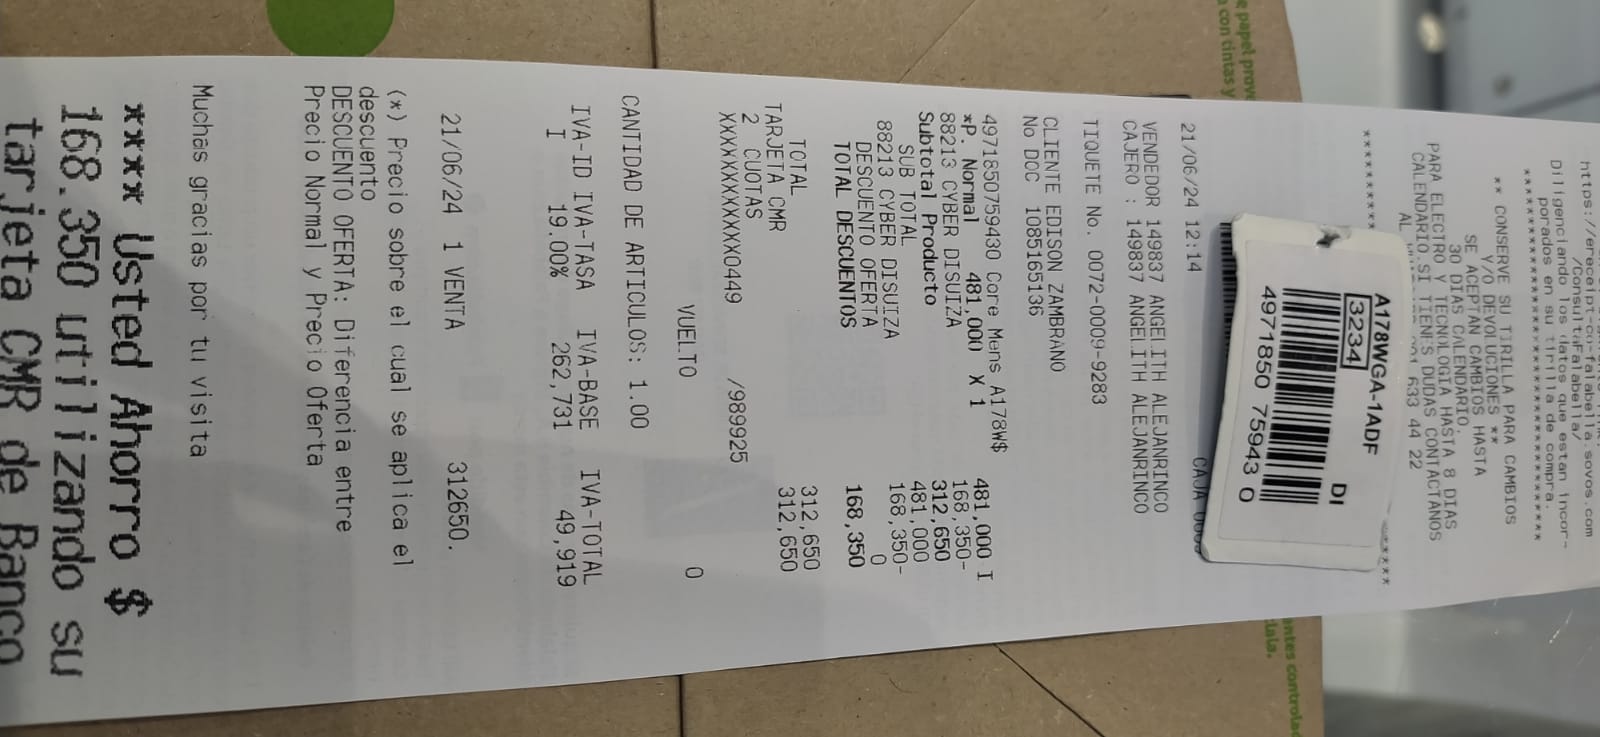 https://ereceipt-co-falabella.sovos.com
/ConsultaFalabella/
Diligenciando los datos que estan incor-
porados en su tirilla de compra.
** CONSERVE SU TIRILLA PARA CAMBIOS
Y/O DEVOLUCIONES **
SE ACEPTAN CAMBIOS HASTA
30 DIAS CALENDARIO.
PARA ELECTRO Y TECNOLOGIA HASTA 8 DIAS
CALENDARIO.SI TIENES DUDAS CONTACTANOS
AL 633 44 22
A178WGA-1ADF
3234
DI
4971850 75943 0
CAJA
21/06/24 12:14
VENDEDOR 149837 ANGELITH ALEJANRINCO
CAJERO : 149837 ANGELITH ALEJANRINCO
TIQUETE No. 0072-0009-9283
CLIENTE EDISON ZAMBRANO
No DOC 1085165136
4971850759430 Core Mens A178W$ 481,000 I
*P. Normal 481,000 X 1
88213 CYBER DISUIZA 168,350-
Subtotal Producto 312,650
SUB TOTAL 481,000
88213 CYBER DISUIZA 168,350-
DESCUENTO OFERTA 0
TOTAL DESCUENTOS 168,350
TOTAL 312,650
TARJETA CMR 312,650
2 CUOTAS
XXXXXXXXXXXX0449 /989925
VUELTO 0
CANTIDAD DE ARTICULOS: 1.00
IVA-ID IVA-TASA IVA-BASE IVA-TOTAL
I 19.00% 262,731 49,919
21/06/24 1 VENTA 312650.
(*) Precio sobre el cual se aplica el
descuento
DESCUENTO OFERTA: Diferencia entre
Precio Normal y Precio Oferta
Muchas gracias por tu visita
*** Usted Ahorro $
168.350 utilizando su
tarjeta CMR de Banco
e papel prove
a con tintas y
antes controlad